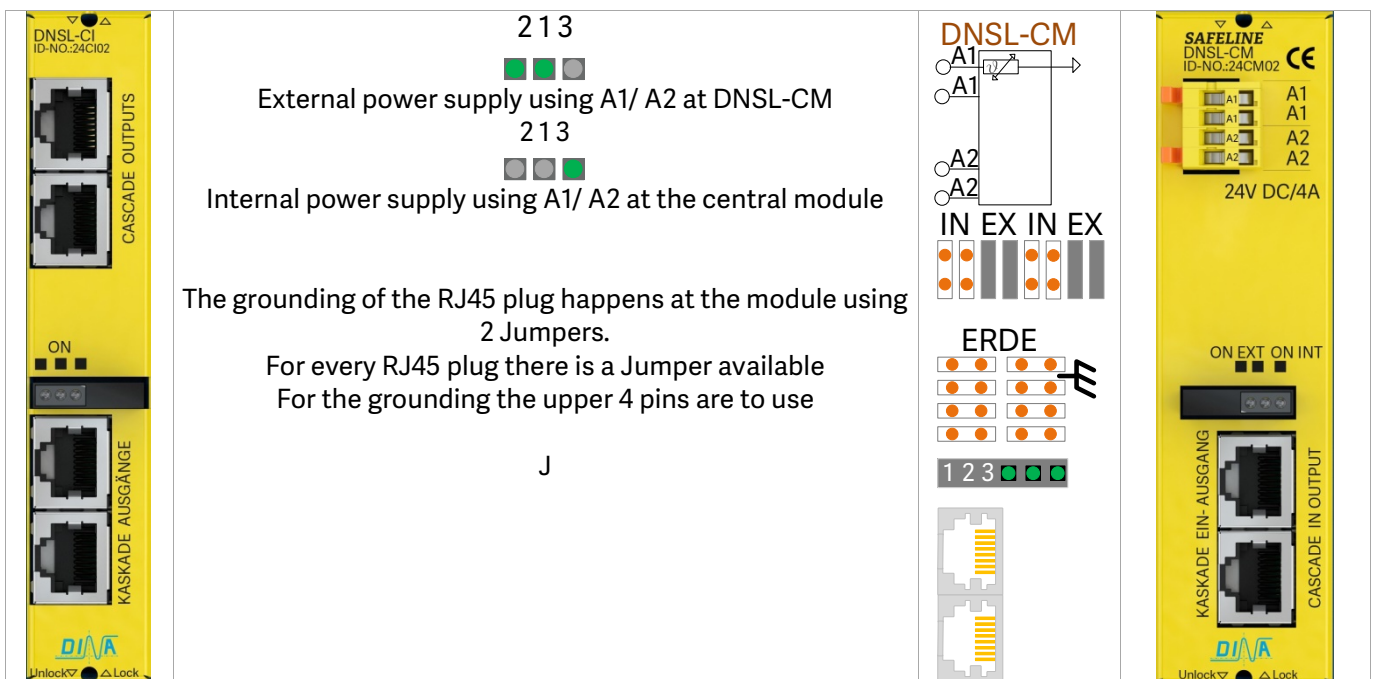 DNSL-CI
ID-NO.:24CI02
CASCADE OUTPUTS
ON
KASKADE AUSGÄNGE
DINA
Unlock Lock
2 1 3
External power supply using A1/ A2 at DNSL-CM
2 1 3
Internal power supply using A1/ A2 at the central module
The grounding of the RJ45 plug happens at the module using
2 Jumpers.
For every RJ45 plug there is a Jumper available
For the grounding the upper 4 pins are to use
J
DNSL-CM
A1
A1
A2
A2
IN EX IN EX
ERDE
1 2 3
SAFELINE
DNSL-CM
ID-NO.:24CM02
CE
A1 A1
A1 A1
A2 A2
A2 A2
24V DC/4A
ON EXT ON INT
KASKADE EIN- AUSGANG
CASCADE IN OUTPUT
DINA
Unlock Lock